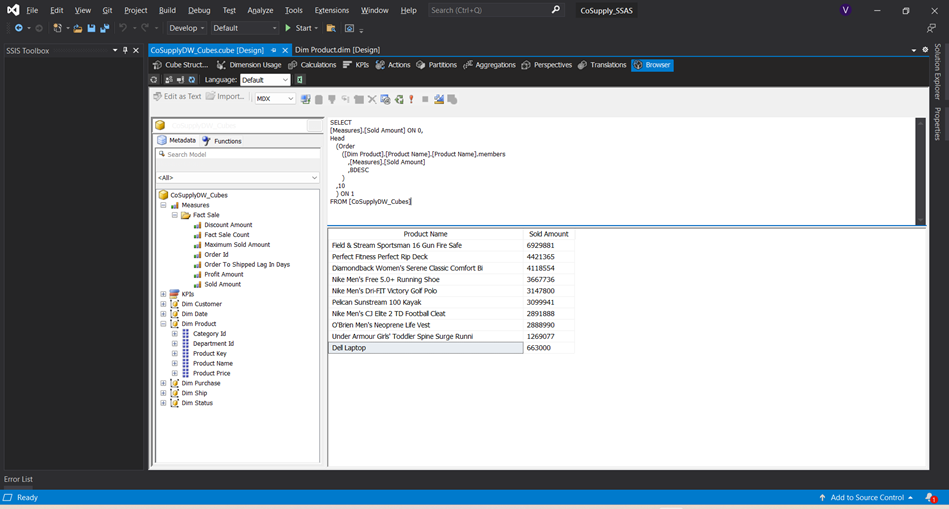 File Edit View Git Project Build Debug Test Analyze Tools Extensions Window Help Search (Ctrl+Q) CoSupply_SSAS V
Develop Default Start
SSIS Toolbox
CoSupplyDW_Cubes.cube [Design] Dim Product.dim [Design]
Cube Struct... Dimension Usage Calculations KPIs Actions Partitions Aggregations Perspectives Translations Browser
Language: Default
Edit as Text Import... MDX
Metadata Functions
Search Model
<All>
CoSupplyDW_Cubes
Measures
Fact Sale
Discount Amount
Fact Sale Count
Maximum Sold Amount
Order Id
Order To Shipped Lag In Days
Profit Amount
Sold Amount
KPIs
Dim Customer
Dim Date
Dim Product
Category Id
Department Id
Product Key
Product Name
Product Price
Dim Purchase
Dim Ship
Dim Status
SELECT
[Measures].[Sold Amount] ON 0,
Head
(Order
([Dim Product].[Product Name].[Product Name].members
,[Measures].[Sold Amount]
,BDESC
)
,10
) ON 1
FROM [CoSupplyDW_Cubes]
Product Name Sold Amount
Field & Stream Sportsman 16 Gun Fire Safe 6929881
Perfect Fitness Perfect Rip Deck 4421365
Diamondback Women's Serene Classic Comfort Bi 4118554
Nike Men's Free 5.0+ Running Shoe 3667736
Nike Men's Dri-FIT Victory Golf Polo 3147800
Pelican Sunstream 100 Kayak 3099941
Nike Men's CJ Elite 2 TD Football Cleat 2891888
O'Brien Men's Neoprene Life Vest 2888990
Under Armour Girls' Toddler Spine Surge Runni 1269077
Dell Laptop 663000
Solution Explorer
Properties
Error List
Ready Add to Source Control 1